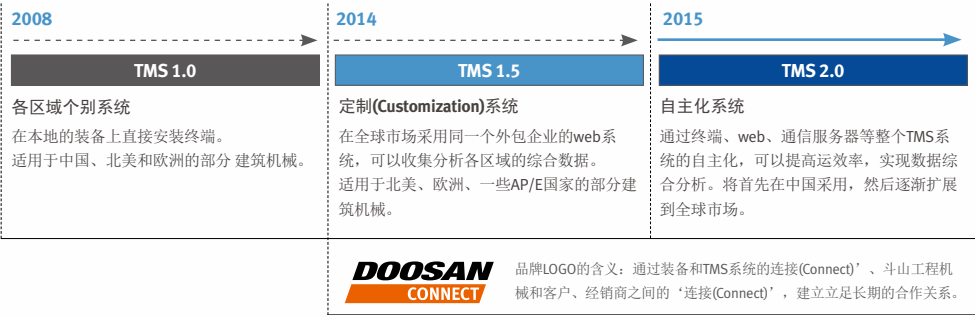 2008
TMS 1.0
各区域个别系统
在本地的装备上直接安装终端。
适用于中国、北美和欧洲的部分 建筑机械。
2014
TMS 1.5
定制(Customization)系统
在全球市场采用同一个外包企业的web系
统，可以收集分析各区域的综合数据。
适用于北美、欧洲、一些AP/E国家的部分建
筑机械。
2015
TMS 2.0
自主化系统
通过终端、web、通信服务器等整个TMS系
统的自主化，可以提高运效率，实现数据综
合分析。将首先在中国采用，然后逐渐扩展
到全球市场。
DOOSAN
CONNECT
品牌LOGO的含义：通过装备和TMS系统的连接(Connect)’、斗山工程机
械和客户、经销商之间的‘连接(Connect)’，建立立足长期的合作关系。